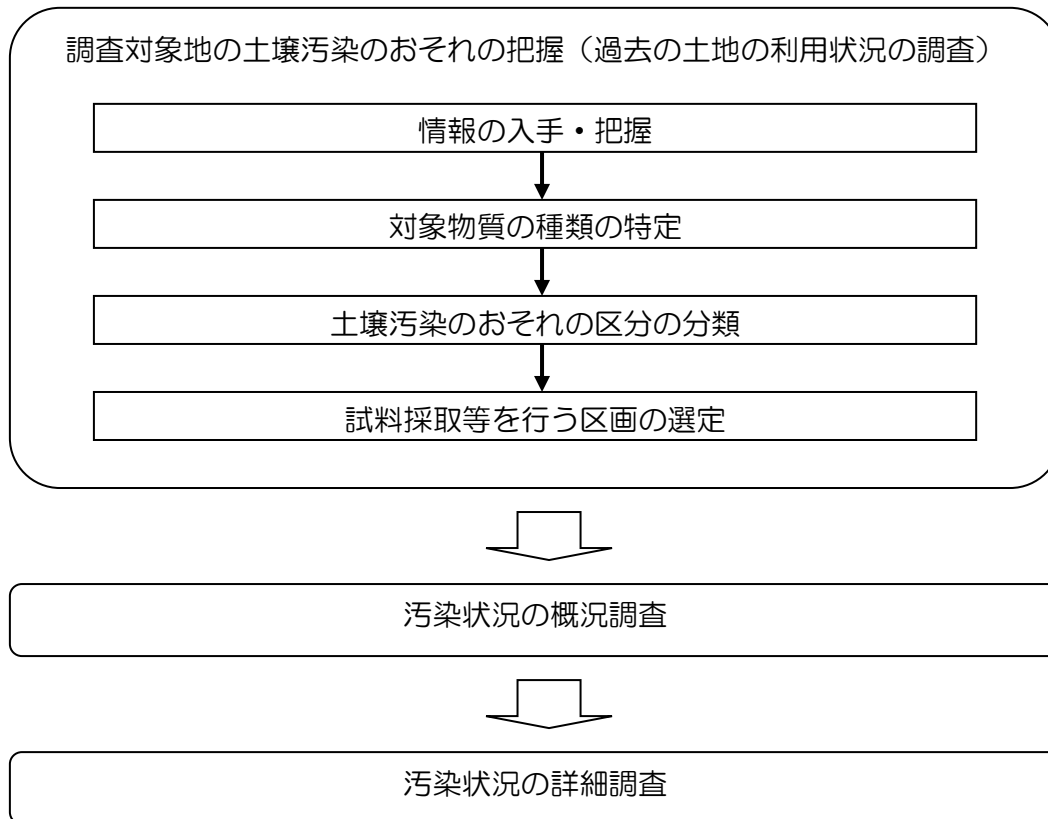 調査対象地の土壌汚染のおそれの把握（過去の土地の利用状況の調査）
情報の入手・把握
対象物質の種類の特定
土壌汚染のおそれの区分の分類
試料採取等を行う区画の選定
汚染状況の概況調査
汚染状況の詳細調査